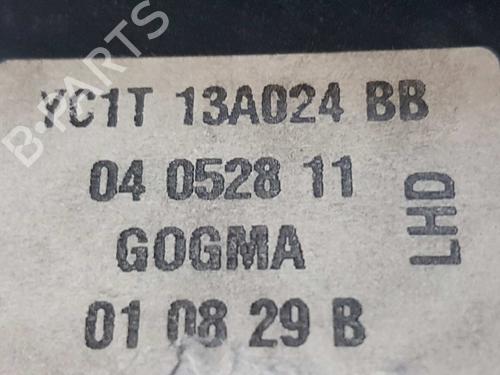 YC1T 13A024 BB
04 0528 11
GOGMA
01 08 29 B
LHD
B-PARTS